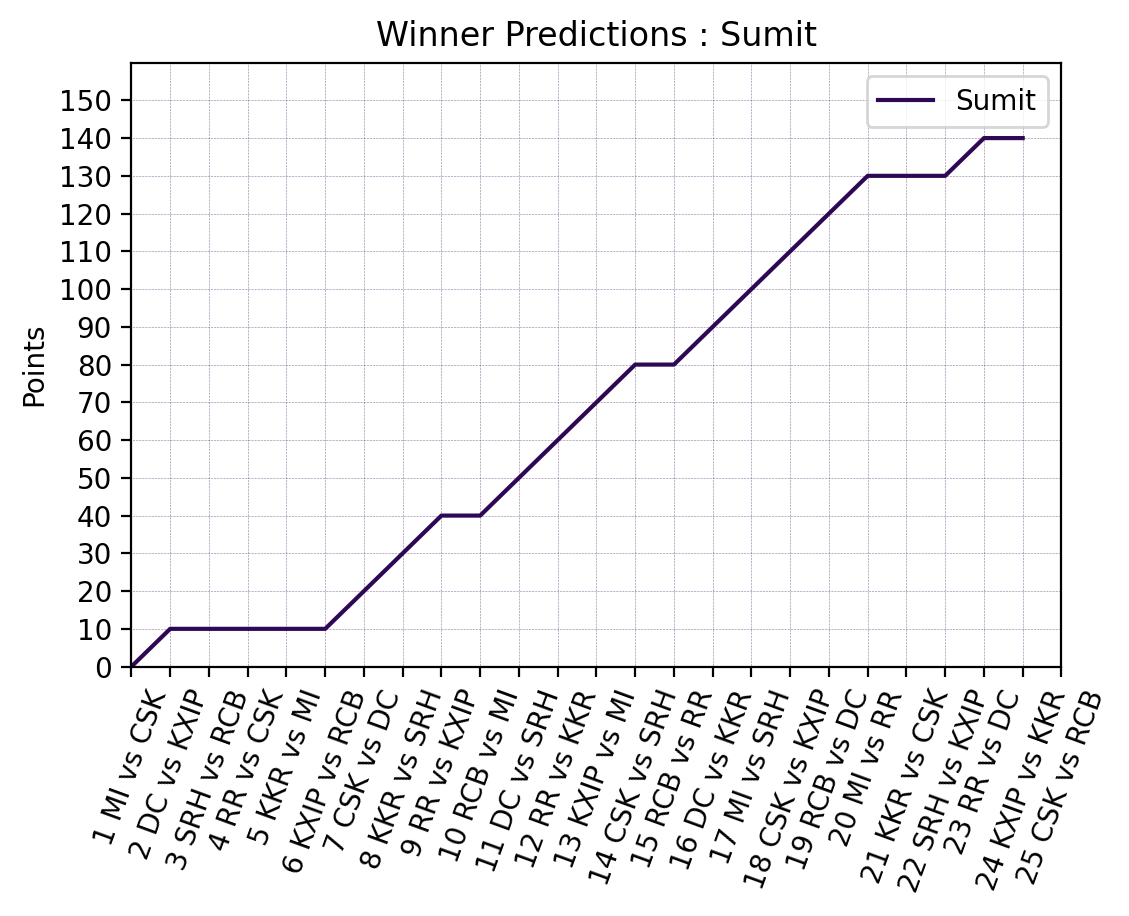 Winner Predictions : Sumit
Sumit
Points
150
140
130
120
110
100
90
80
70
60
50
40
30
20
10
0
1 MI vs CSK
2 DC vs KXIP
3 SRH vs RCB
4 RR vs CSK
5 KKR vs MI
6 KXIP vs RCB
7 CSK vs DC
8 KKR vs SRH
9 RR vs KXIP
10 RCB vs MI
11 DC vs SRH
12 RR vs KKR
13 KXIP vs MI
14 CSK vs SRH
15 RCB vs RR
16 DC vs KKR
17 MI vs SRH
18 CSK vs KXIP
19 RCB vs DC
20 MI vs RR
21 KKR vs CSK
22 SRH vs KXIP
23 RR vs DC
24 KXIP vs KKR
25 CSK vs RCB